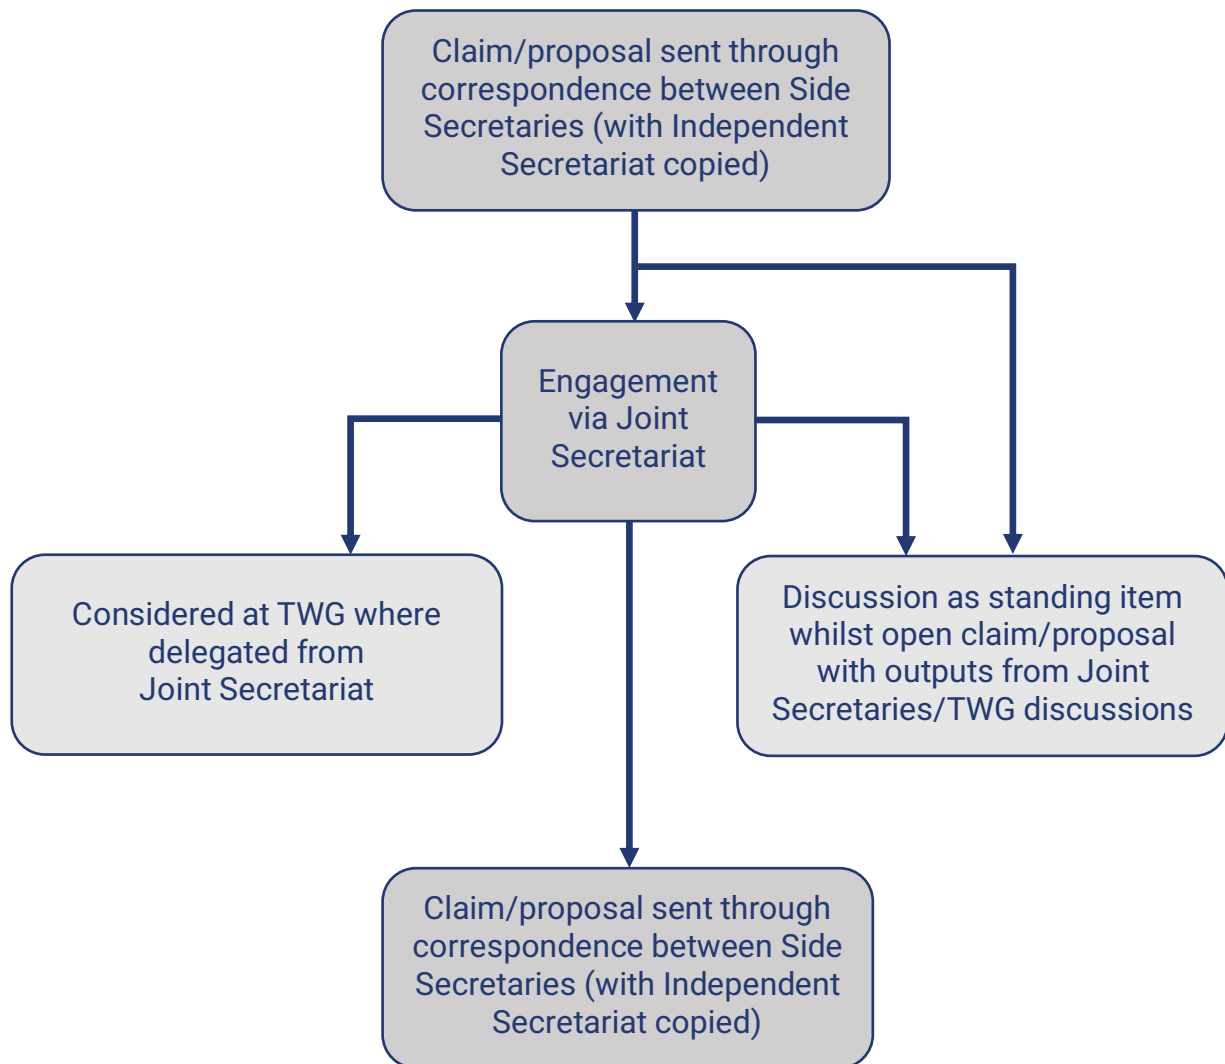 Claim/proposal sent through
correspondence between Side
Secretaries (with Independent
Secretariat copied)
Engagement
via Joint
Secretariat
Considered at TWG where
delegated from
Joint Secretariat
Discussion as standing item
whilst open claim/proposal
with outputs from Joint
Secretaries/TWG discussions
Claim/proposal sent through
correspondence between Side
Secretaries (with Independent
Secretariat copied)